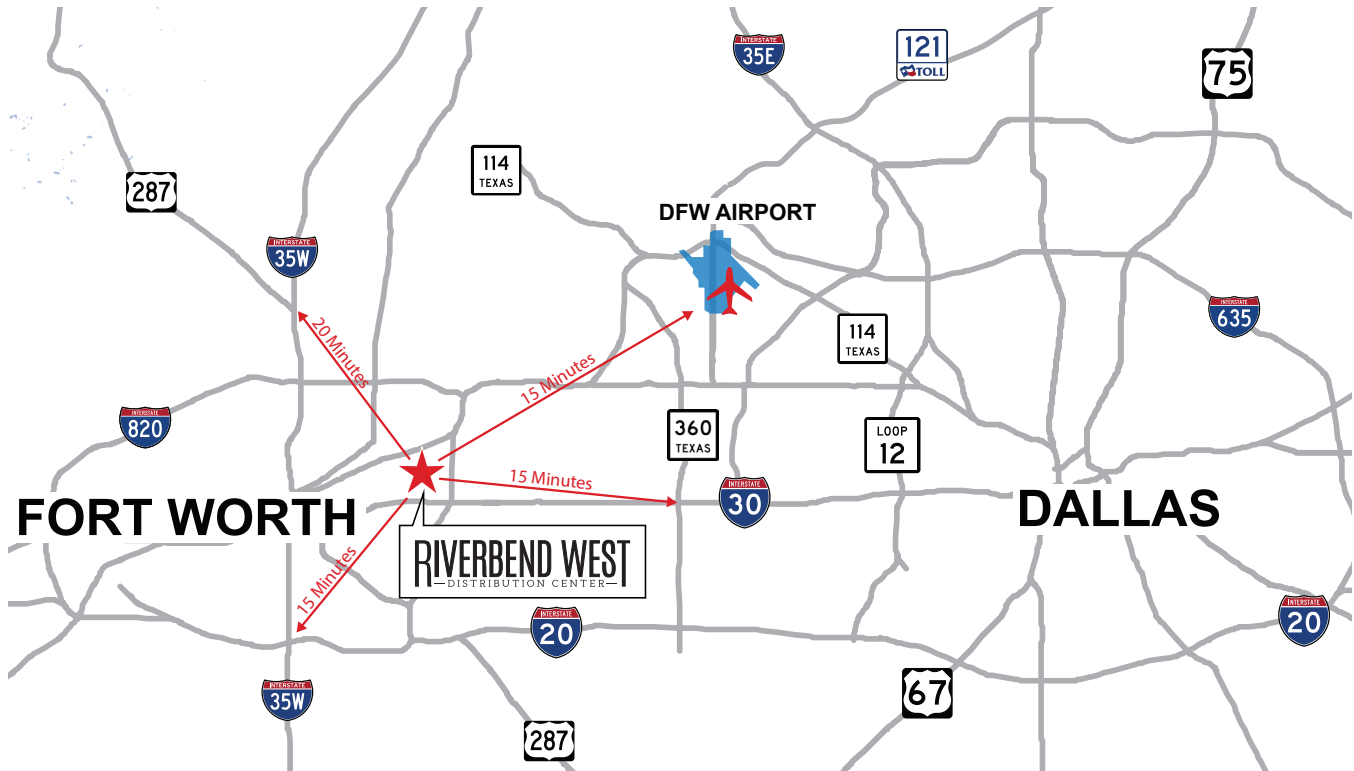 INTERSTATE
35E
121
TOLL
75
114
TEXAS
287
DFW AIRPORT
INTERSTATE
35W
INTERSTATE
635
20 Minutes
114
TEXAS
15 Minutes
INTERSTATE
820
360
TEXAS
LOOP
12
15 Minutes
INTERSTATE
30
FORT WORTH
DALLAS
RIVERBEND WEST
DISTRIBUTION CENTER
15 Minutes
INTERSTATE
20
INTERSTATE
20
INTERSTATE
35W
67
287